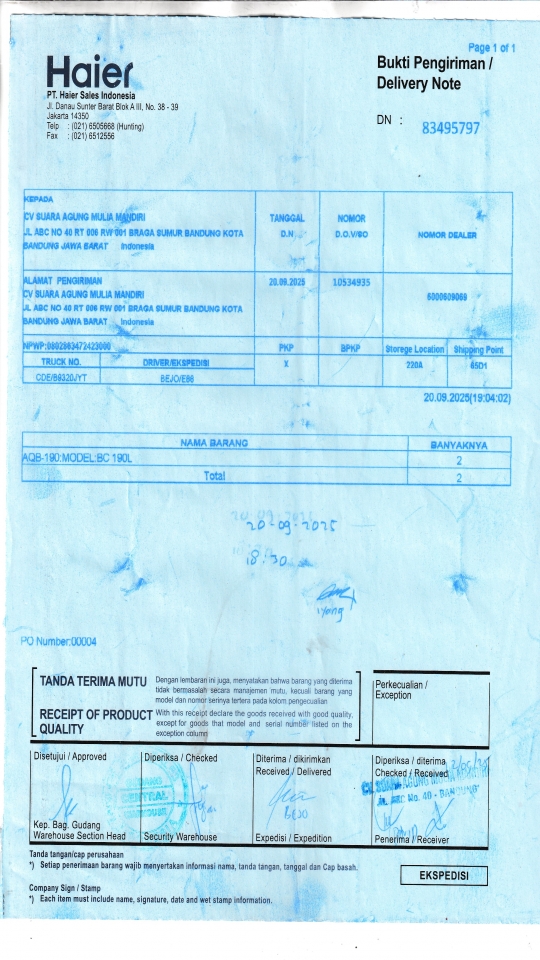 Page 1 of 1
Haier
PT. Haier Sales Indonesia
Jl. Danau Sunter Barat Blok A III, No. 38 - 39
Jakarta 14350
Telp : (021) 6505668 (Hunting)
Fax : (021) 6512556
Bukti Pengiriman /
Delivery Note
DN : 83495797
KEPADA
CV SUARA AGUNG MULIA MANDIRI
JL ABC NO 40 RT 006 RW 001 BRAGA SUMUR BANDUNG KOTA
BANDUNG JAWA BARAT Indonesia
TANGGAL
D.N
NOMOR
D.O.V/SO
NOMOR DEALER
ALAMAT PENGIRIMAN
CV SUARA AGUNG MULIA MANDIRI
JL ABC NO 40 RT 006 RW 001 BRAGA SUMUR BANDUNG KOTA
BANDUNG JAWA BARAT Indonesia
20.09.2025
10534935
NPWP:
PKP
BPKP
Storege Location
Shipping Point
TRUCK NO.
DRIVER/EKSPEDISI
X
220A
65D1
BEJO/E86
20.09.2025(19:04:02)
NAMA BARANG
BANYAKNYA
AQB-190:MODEL:BC 190L
2
Total
2
20-09-2025
18:30
iyang
PO Number:00004
TANDA TERIMA MUTU
Dengan lembaran ini juga, menyatakan bahwa barang yang diterima
tidak bermasalah secara manajemen mutu, kecuali barang yang
model dan nomor serinya tertera pada kolom pengecualian
RECEIPT OF PRODUCT
QUALITY
With this receipt declare the goods received with good quality,
except for goods that model and serial number listed on the
exception column
Perkecualian /
Exception
Disetujui / Approved
Diperiksa / Checked
Diterima / dikirimkan
Received / Delivered
Diperiksa / diterima
Checked / Received
CENTRAL
CV SUARA AGUNG
JL. ABC No. 40 - BANDUNG
BEJO
Kep. Bag. Gudang
Warehouse Section Head
Security Warehouse
Expedisi / Expedition
Penerima / Receiver
Tanda tangan/cap perusahaan
*) Setiap penerimaan barang wajib menyertakan informasi nama, tanda tangan, tanggal dan Cap basah.
EKSPEDISI
Company Sign / Stamp
*) Each item must include name, signature, date and wet stamp information.